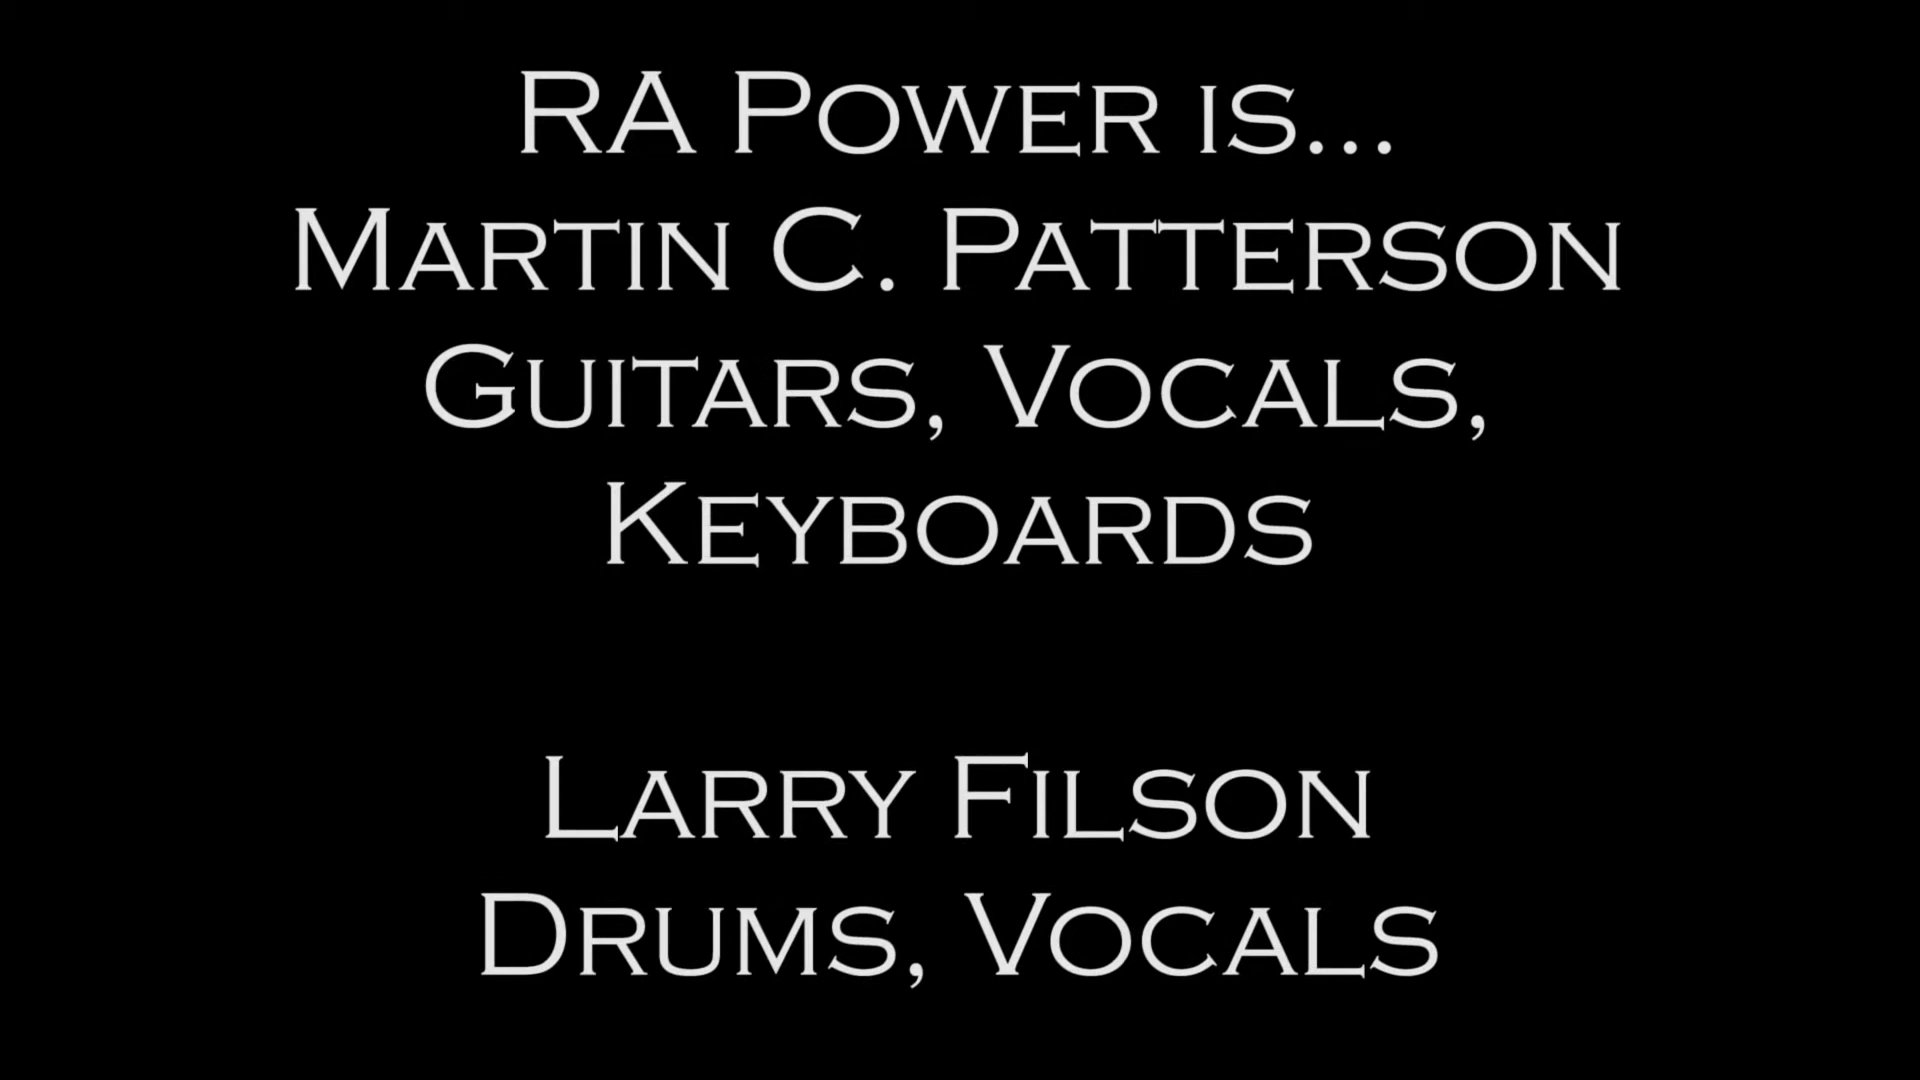 RA Power is...
Martin C. Patterson
Guitars, Vocals,
Keyboards
Larry Filson
Drums, Vocals